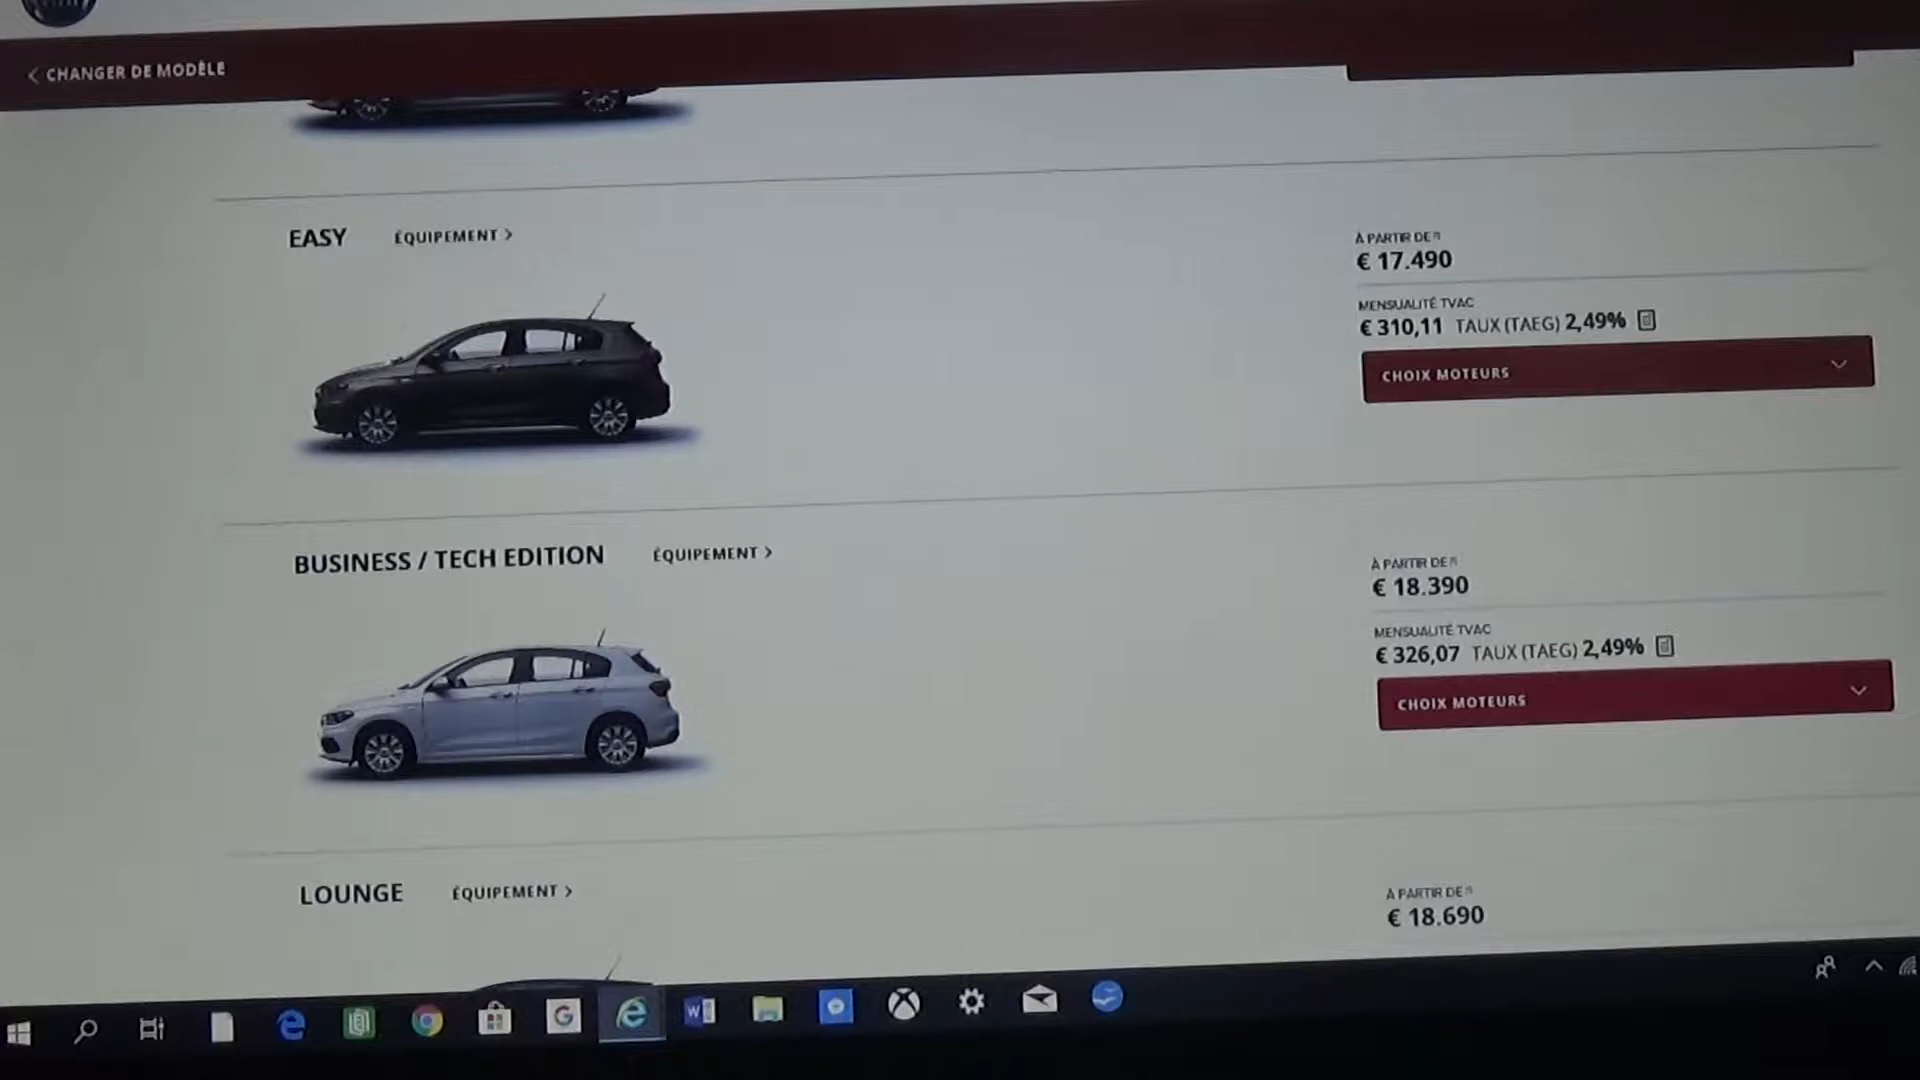 CHANGER DE MODÈLE
EASY ÉQUIPEMENT >
À PARTIR DE
€ 17.490
MENSUALITÉ TVAC
€ 310,11 TAUX (TAEG) 2,49%
CHOIX MOTEURS
BUSINESS / TECH EDITION ÉQUIPEMENT >
À PARTIR DE
€ 18.390
MENSUALITÉ TVAC
€ 326,07 TAUX (TAEG) 2,49%
CHOIX MOTEURS
LOUNGE ÉQUIPEMENT >
À PARTIR DE
€ 18.690